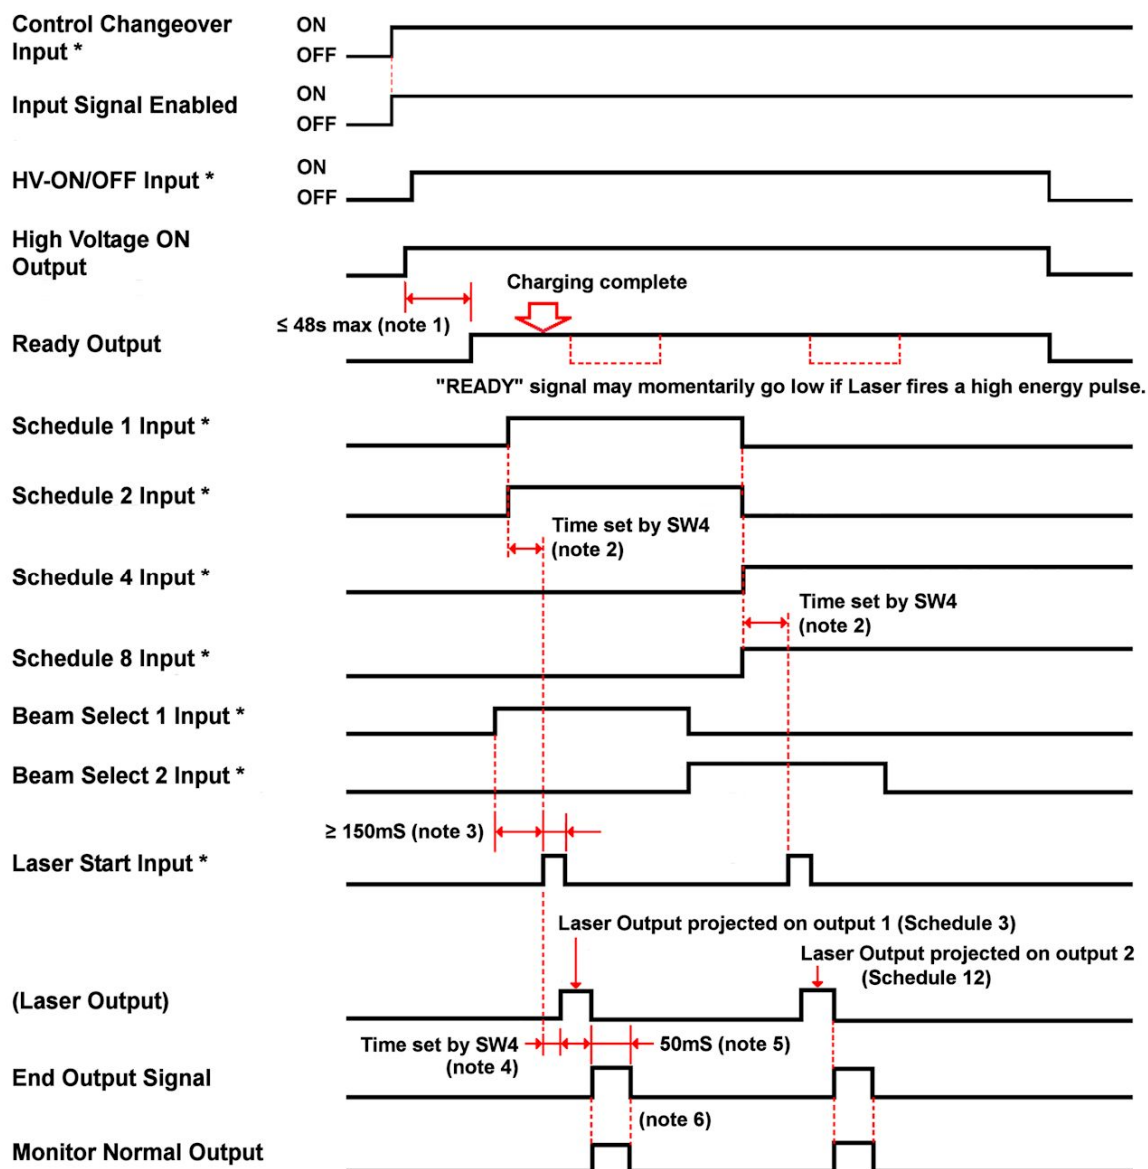 Control Changeover
Input *
ON
OFF
Input Signal Enabled
ON
OFF
HV-ON/OFF Input *
ON
OFF
High Voltage ON
Output
Charging complete
≤ 48s max (note 1)
Ready Output
"READY" signal may momentarily go low if Laser fires a high energy pulse.
Schedule 1 Input *
Schedule 2 Input *
Time set by SW4
(note 2)
Schedule 4 Input *
Time set by SW4
(note 2)
Schedule 8 Input *
Beam Select 1 Input *
Beam Select 2 Input *
≥ 150mS (note 3)
Laser Start Input *
Laser Output projected on output 1 (Schedule 3)
Laser Output projected on output 2
(Schedule 12)
(Laser Output)
Time set by SW4
(note 4)
50mS (note 5)
End Output Signal
(note 6)
Monitor Normal Output